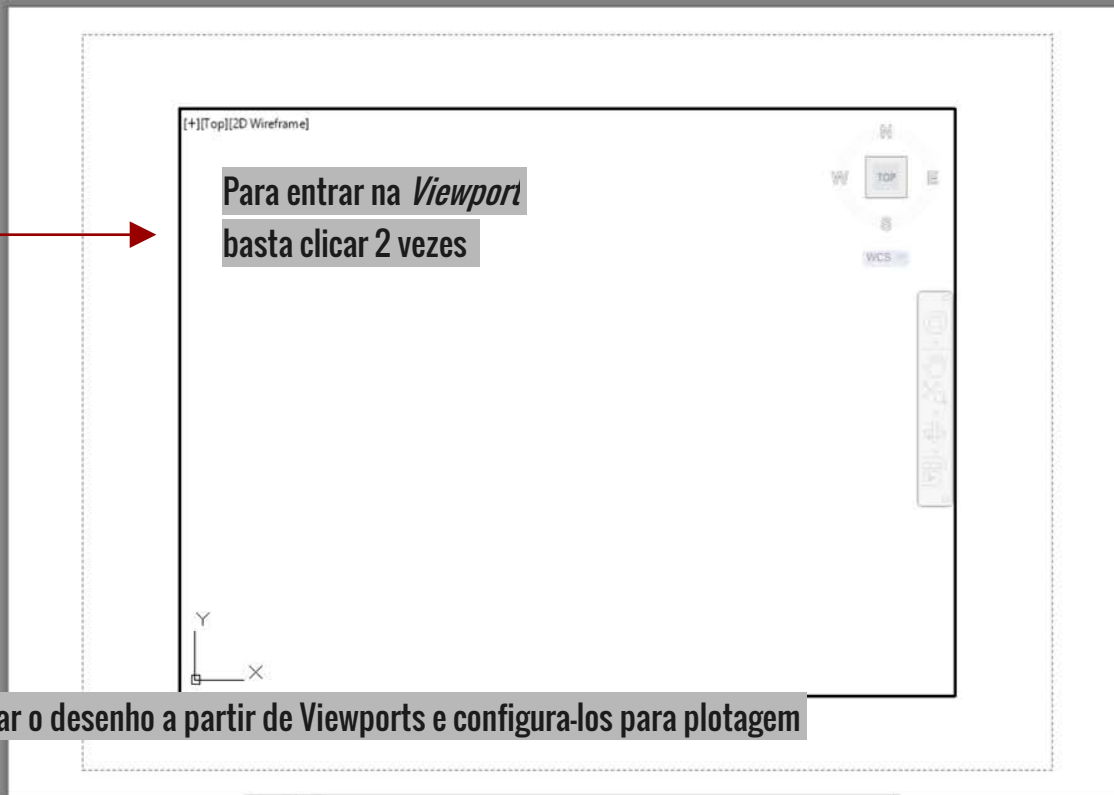 [+][Top][2D Wireframe]
N
W TOP E
S
WCS
Para entrar na Viewport
basta clicar 2 vezes
Y
X
ar o desenho a partir de Viewports e configura-los para plotagem